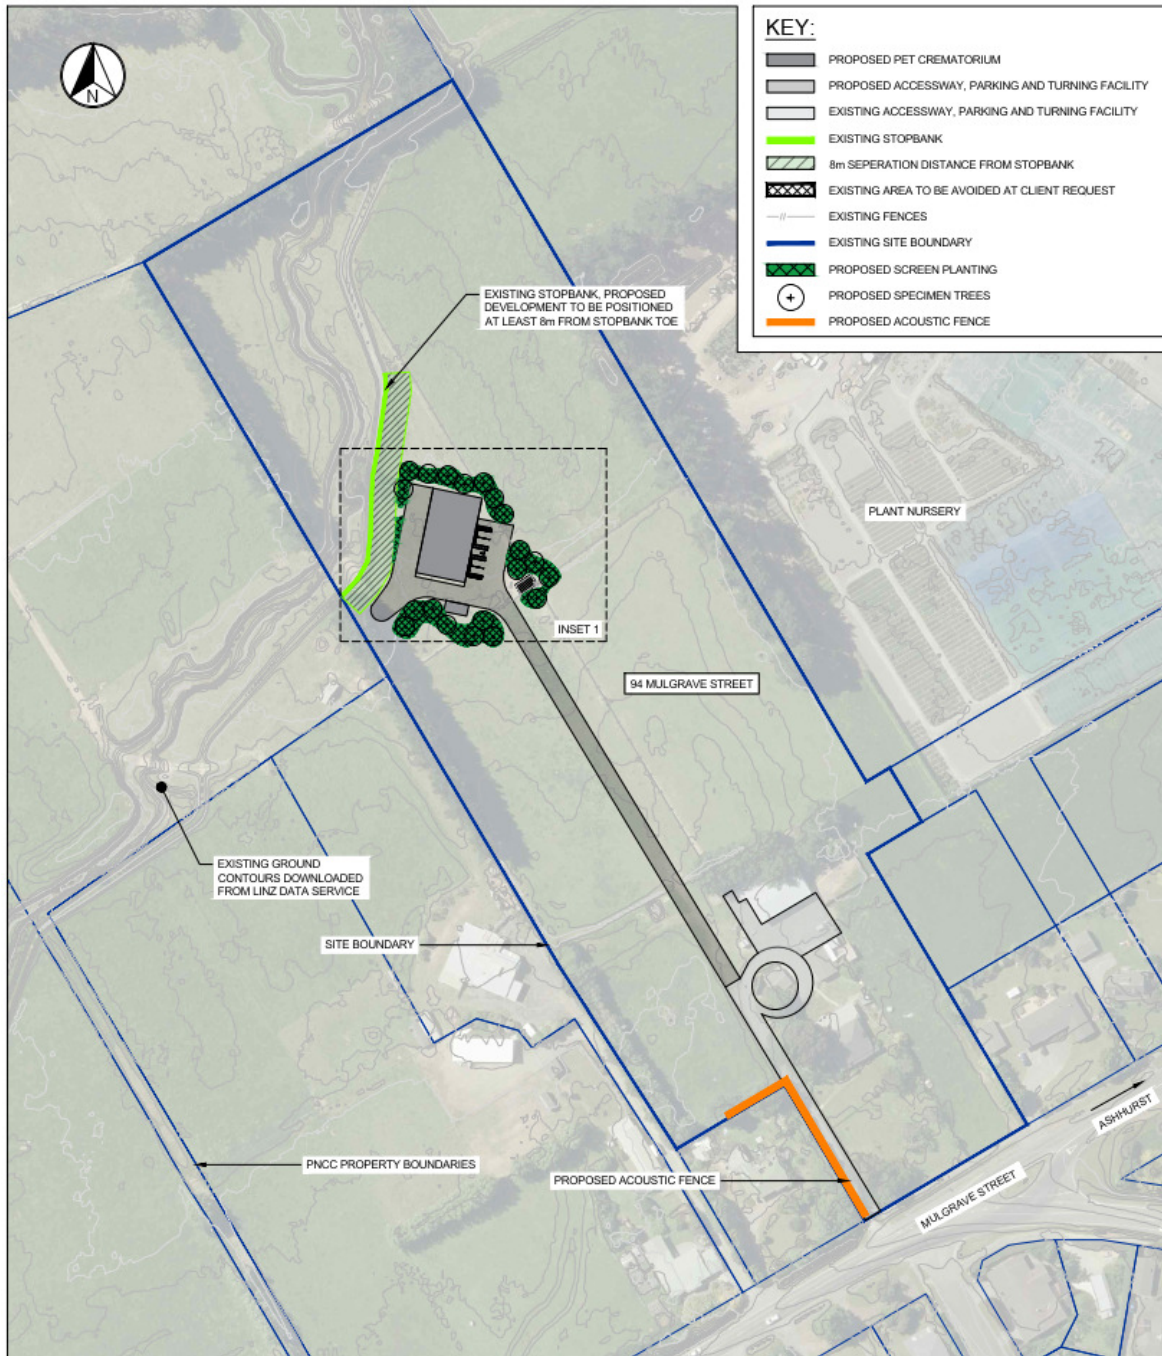 KEY:
PROPOSED PET CREMATORIUM
PROPOSED ACCESSWAY, PARKING AND TURNING FACILITY
EXISTING ACCESSWAY, PARKING AND TURNING FACILITY
EXISTING STOPBANK
8m SEPERATION DISTANCE FROM STOPBANK
EXISTING AREA TO BE AVOIDED AT CLIENT REQUEST
EXISTING FENCES
EXISTING SITE BOUNDARY
PROPOSED SCREEN PLANTING
PROPOSED SPECIMEN TREES
PROPOSED ACOUSTIC FENCE
N
EXISTING STOPBANK, PROPOSED
DEVELOPMENT TO BE POSITIONED
AT LEAST 8m FROM STOPBANK TOE
PLANT NURSERY
INSET 1
94 MULGRAVE STREET
EXISTING GROUND
CONTOURS DOWNLOADED
FROM LINZ DATA SERVICE
SITE BOUNDARY
ASHHURST
PNCC PROPERTY BOUNDARIES
PROPOSED ACOUSTIC FENCE
MULGRAVE STREET